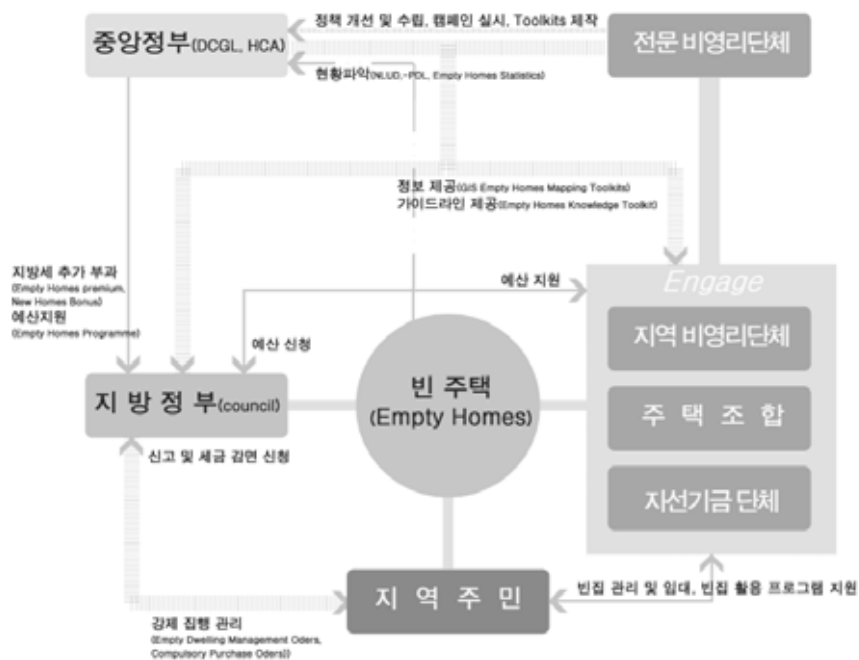 정책 개선 및 수립, 캠페인 실시, Toolkits 제작
중앙정부(DCGL, HCA)
전문 비영리단체
현황파악(NLUD,-PDL, Empty Homes Statistics)
정보 제공(GIS Empty Homes Mapping Toolkits)
가이드라인 제공(Empty Homes Knowledge Toolkit)
지방세 추가 부과
(Empty Homes premium,
New Homes Bonus)
예산지원
(Empty Homes Programme)
예산 지원
Engage
예산 신청
지역 비영리단체
빈 주택
(Empty Homes)
지 방 정 부(council)
주 택 조 합
신고 및 세금 감면 신청
자선기금 단체
지 역 주 민
빈집 관리 및 임대, 빈집 활용 프로그램 지원
강제 집행 관리
(Empty Dwelling Management Oders,
Compulsory Purchase Oders))